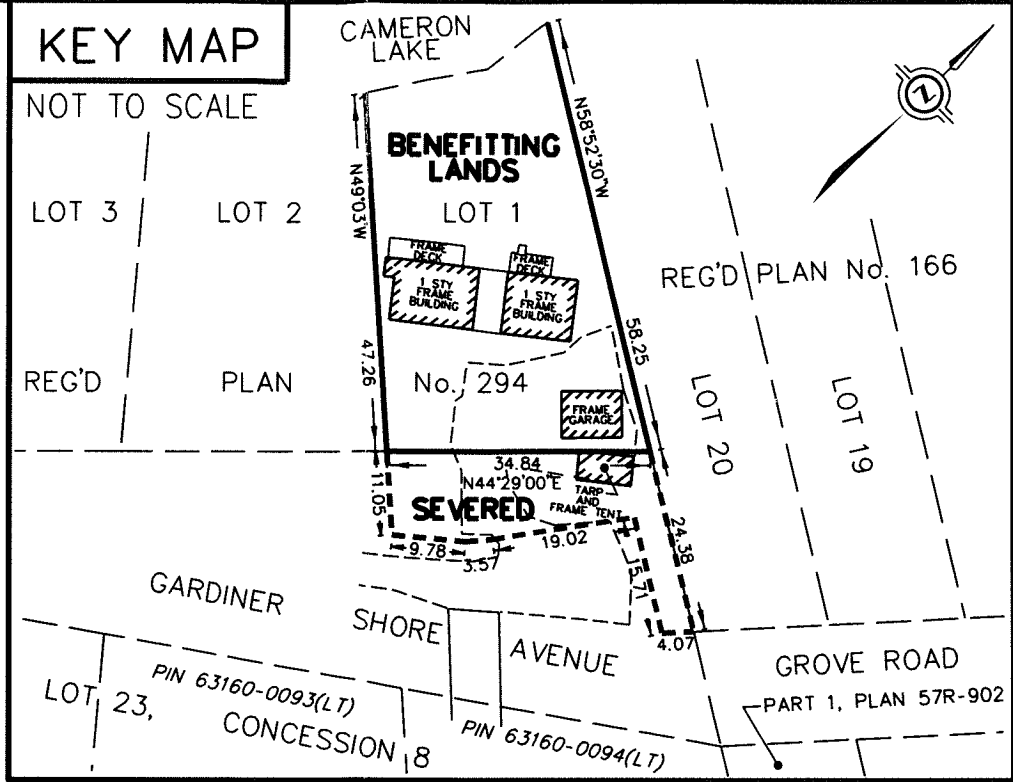 KEY MAP
CAMERON
LAKE
NOT TO SCALE
N
N49°03'W
BENEFITTING
LANDS
N58°52'30"W
LOT 3
LOT 2
LOT 1
FRAME
DECK
FRAME
DECK
1 STY
FRAME
BUILDING
1 STY
FRAME
BUILDING
REG'D PLAN No. 166
47.26
58.25
REG'D
PLAN
No. 294
FRAME
GARAGE
LOT 20
LOT 19
34.84
N44°29'00"E
11.05
SEVERED
TARP
AND
FRAME TENT
24.38
9.78
3.57
19.02
GARDINER
SHORE
AVENUE
4.07
GROVE ROAD
PIN 63160-0093(LT)
PART 1, PLAN 57R-902
LOT 23,
CONCESSION 8
PIN 63160-0094(LT)